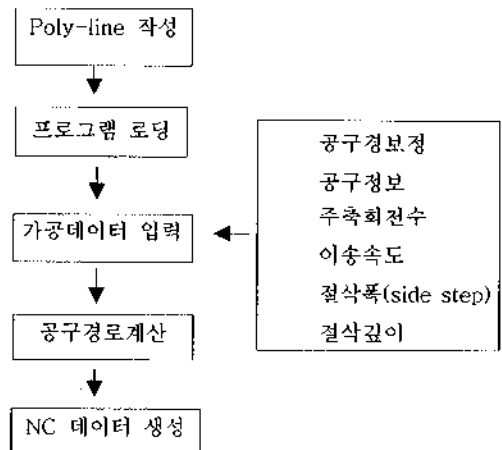 Poly-line 작성
프로그램 로딩
가공데이터 입력
공구경로계산
NC 데이터 생성
공구경보정
공구정보
주축회전수
이송속도
절삭폭(side step)
절삭깊이